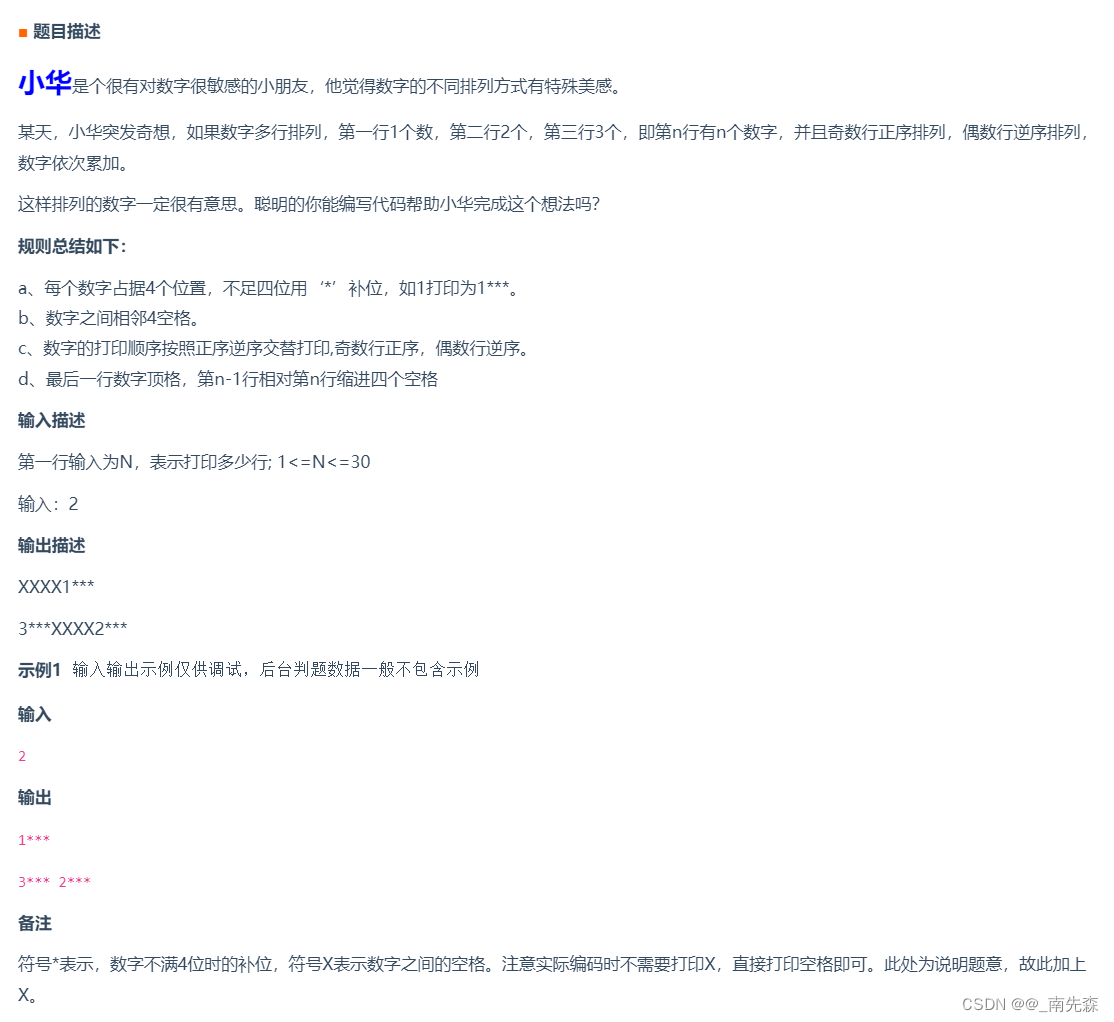 题目描述
小华是个很有对数字很敏感的小朋友，他觉得数字的不同排列方式有特殊美感。
某天，小华突发奇想，如果数字多行排列，第一行1个数，第二行2个，第三行3个，即第n行有n个数字，并且奇数行正序排列，偶数行逆序排列，
数字依次累加。
这样排列的数字一定很有意思。聪明的你能编写代码帮助小华完成这个想法吗？
规则总结如下：
a、每个数字占据4个位置，不足四位用‘*’补位，如1打印为1***。
b、数字之间相邻4空格。
c、数字的打印顺序按照正序逆序交替打印,奇数行正序，偶数行逆序。
d、最后一行数字顶格，第n-1行相对第n行缩进四个空格
输入描述
第一行输入为N，表示打印多少行; 1<=N<=30
输入：2
输出描述
XXXX1***
3***XXXX2***
示例1 输入输出示例仅供调试，后台判题数据一般不包含示例
输入
2
输出
1***
3*** 2***
备注
符号*表示，数字不满4位时的补位，符号X表示数字之间的空格。注意实际编码时不需要打印X，直接打印空格即可。此处为说明题意，故此加上
X。
CSDN @@_南先森